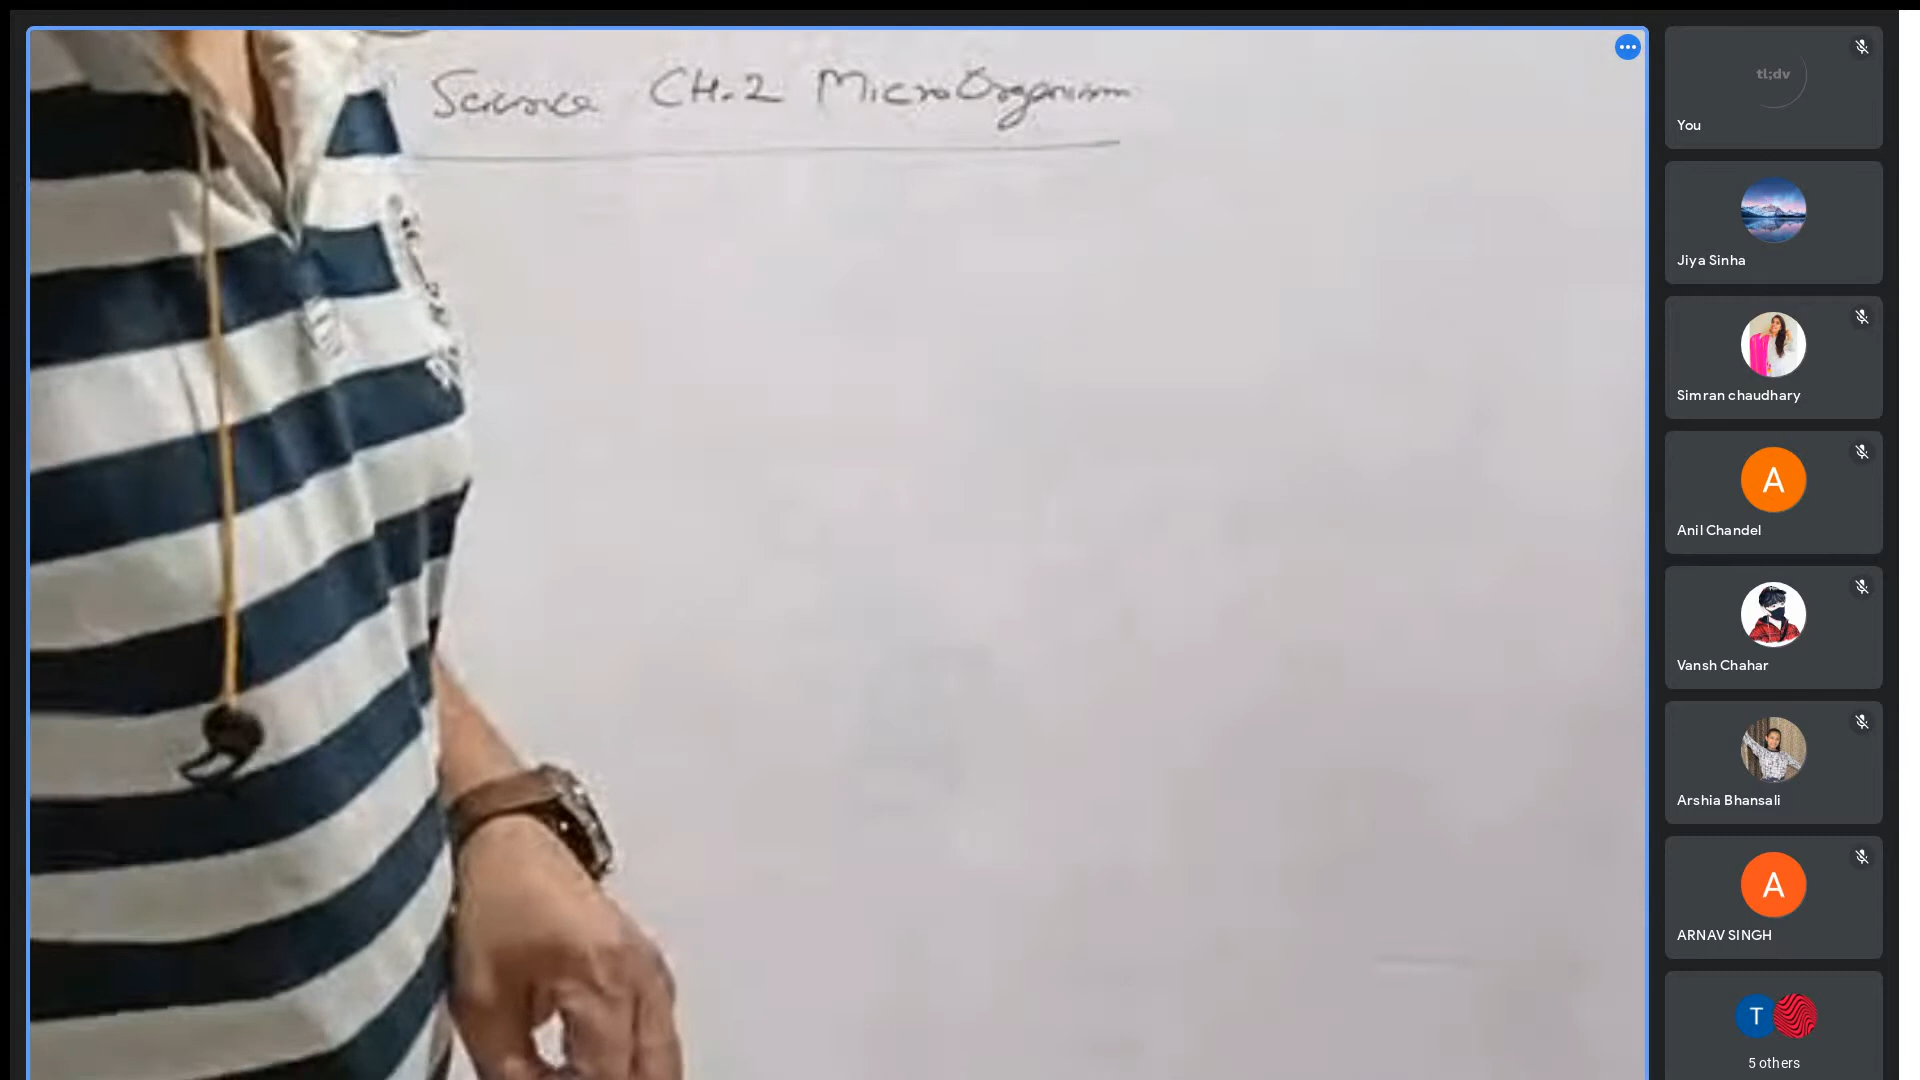 Science CH.2 MicroOrganism
tl;dv
You
Jiya Sinha
Simran chaudhary
A
Anil Chandel
Vansh Chahar
Arshia Bhansali
A
ARNAV SINGH
T
5 others